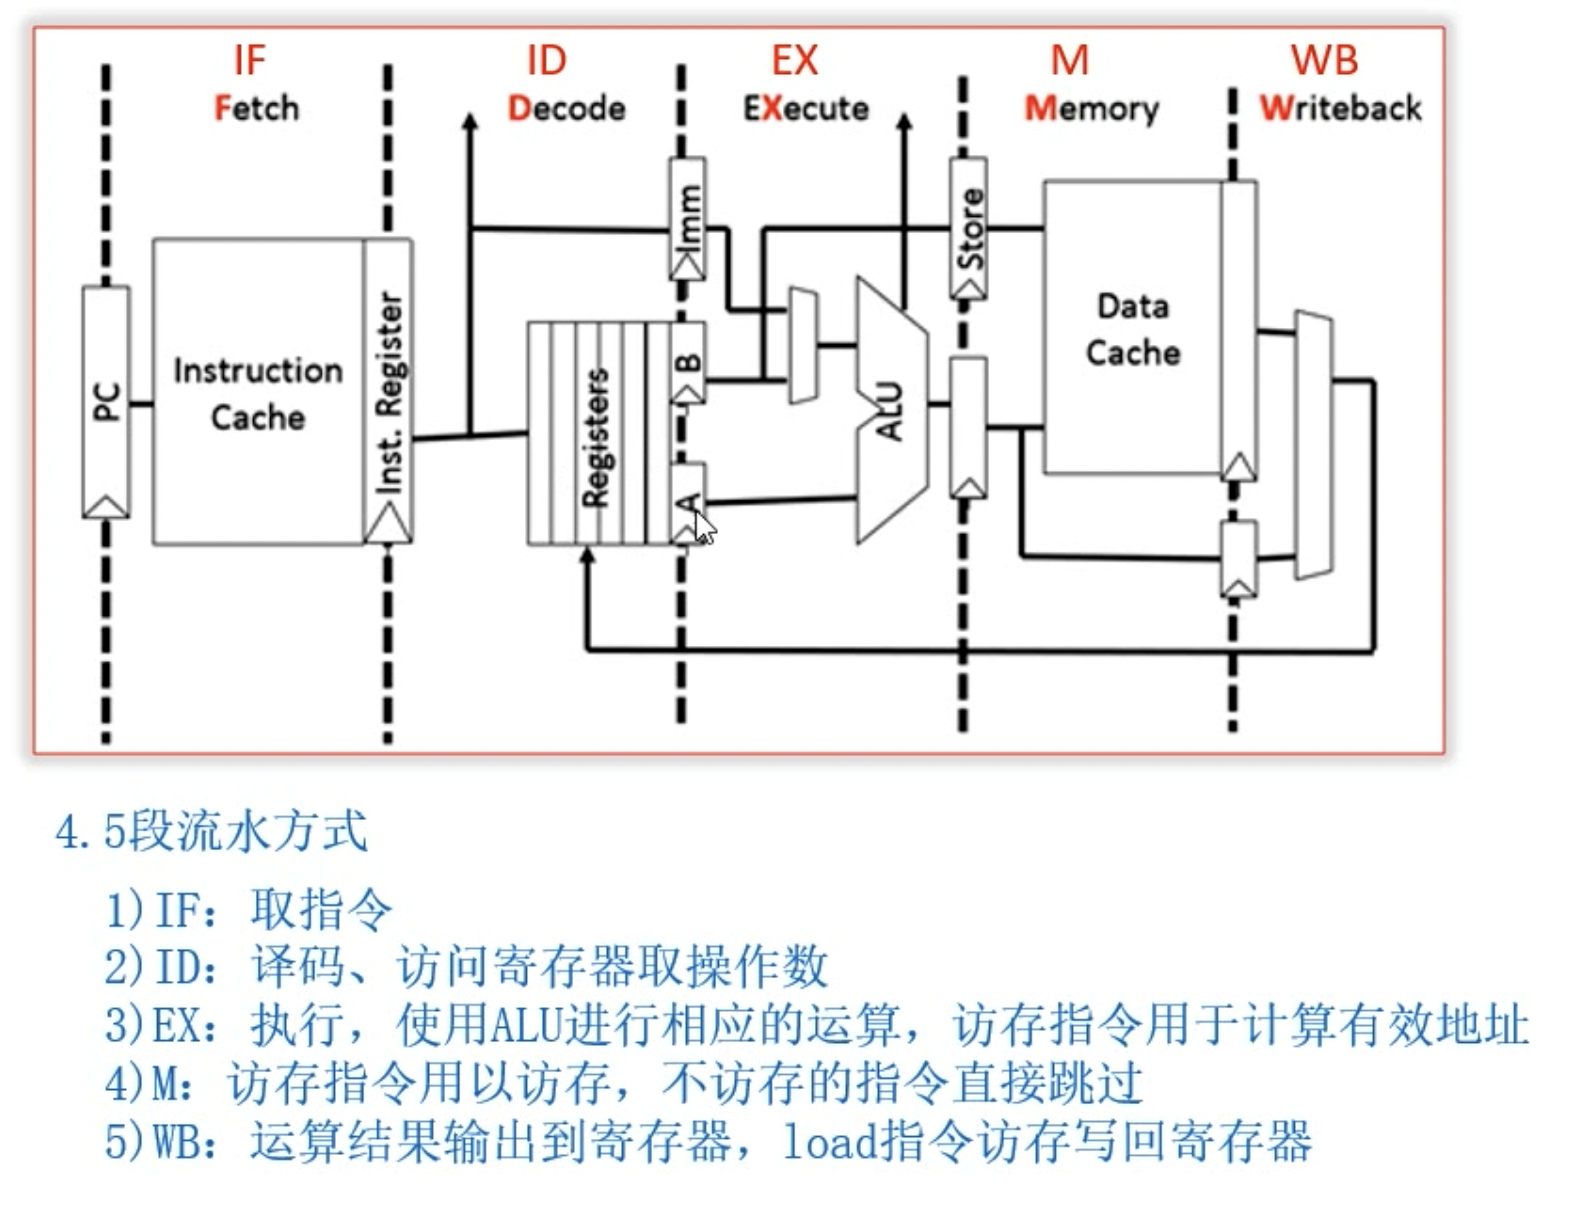 IF ID EX M WB
Fetch Decode EXecute Memory Writeback
PC
Instruction
Cache
Inst. Register
Registers
Imm
B
A
ALU
Store
Data
Cache
4.5段流水方式
1)IF：取指令
2)ID：译码、访问寄存器取操作数
3)EX：执行，使用ALU进行相应的运算，访存指令用于计算有效地址
4)M：访存指令用以访存，不访存的指令直接跳过
5)WB：运算结果输出到寄存器，load指令访存写回寄存器